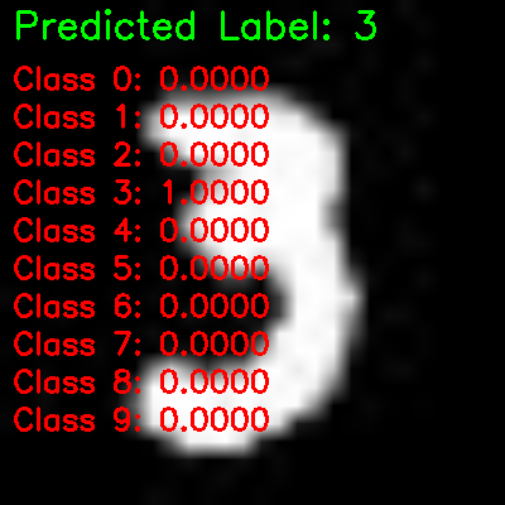 Predicted Label: 3
Class 0: 0.0000
Class 1: 0.0000
Class 2: 0.0000
Class 3: 1.0000
Class 4: 0.0000
Class 5: 0.0000
Class 6: 0.0000
Class 7: 0.0000
Class 8: 0.0000
Class 9: 0.0000
3